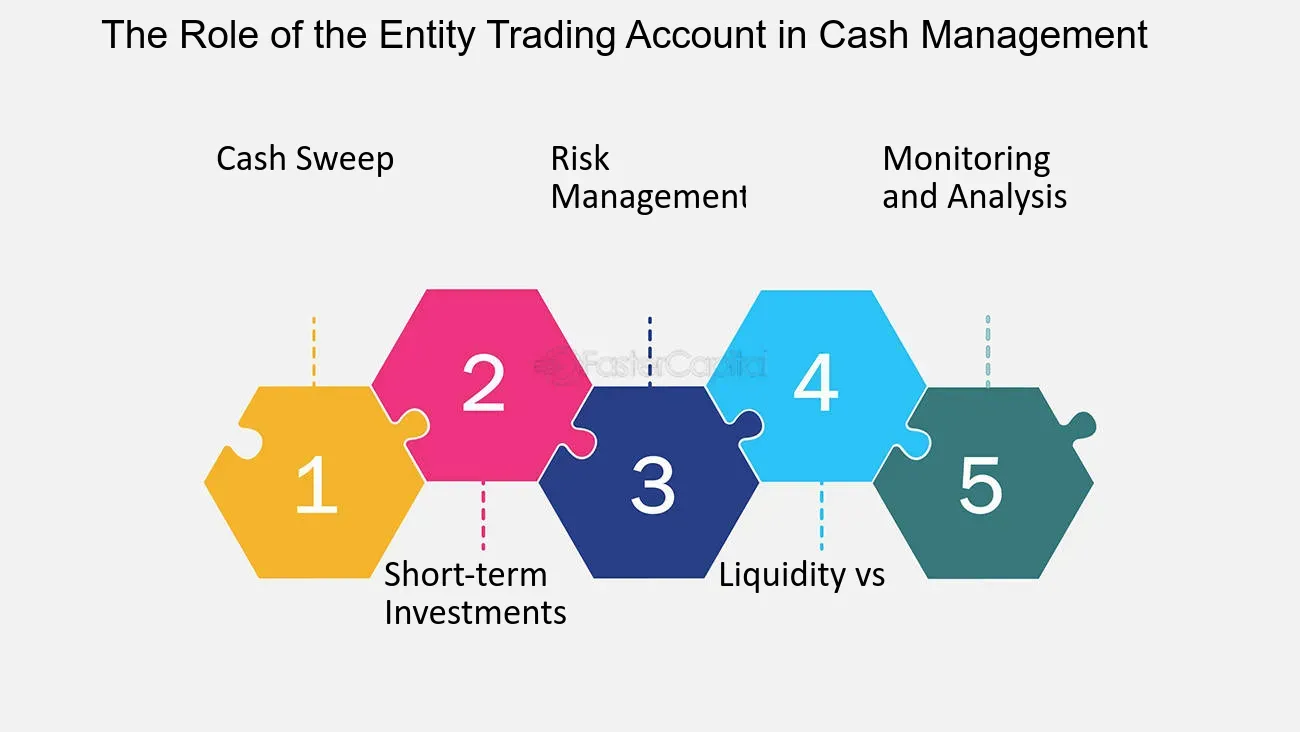 The Role of the Entity Trading Account in Cash Management
Cash Sweep
Risk
Management
Monitoring
and Analysis
2
FasterCapital
4
1
3
5
Short-term
Investments
Liquidity vs